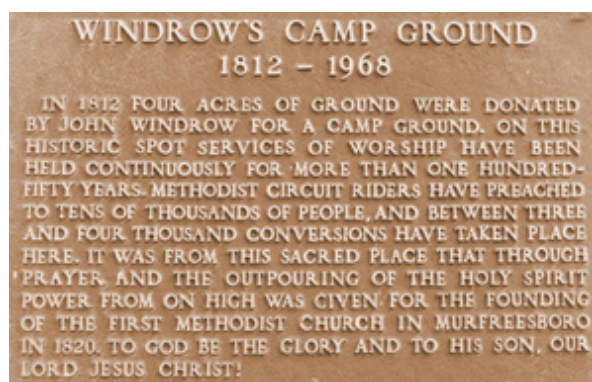 WINDROW'S CAMP GROUND
1812 – 1968
IN 1812 FOUR ACRES OF GROUND WERE DONATED
BY JOHN WINDROW FOR A CAMP GROUND. ON THIS
HISTORIC SPOT SERVICES OF WORSHIP HAVE BEEN
HELD CONTINUOUSLY FOR MORE THAN ONE HUNDRED-
FIFTY YEARS. METHODIST CIRCUIT RIDERS HAVE PREACHED
TO TENS OF THOUSANDS OF PEOPLE, AND BETWEEN THREE
AND FOUR THOUSAND CONVERSIONS HAVE TAKEN PLACE
HERE. IT WAS FROM THIS SACRED PLACE THAT THROUGH
PRAYER AND THE OUTPOURING OF THE HOLY SPIRIT
POWER FROM ON HIGH WAS GIVEN FOR THE FOUNDING
OF THE FIRST METHODIST CHURCH IN MURFREESBORO
IN 1820. TO GOD BE THE GLORY AND TO HIS SON, OUR
LORD JESUS CHRIST!